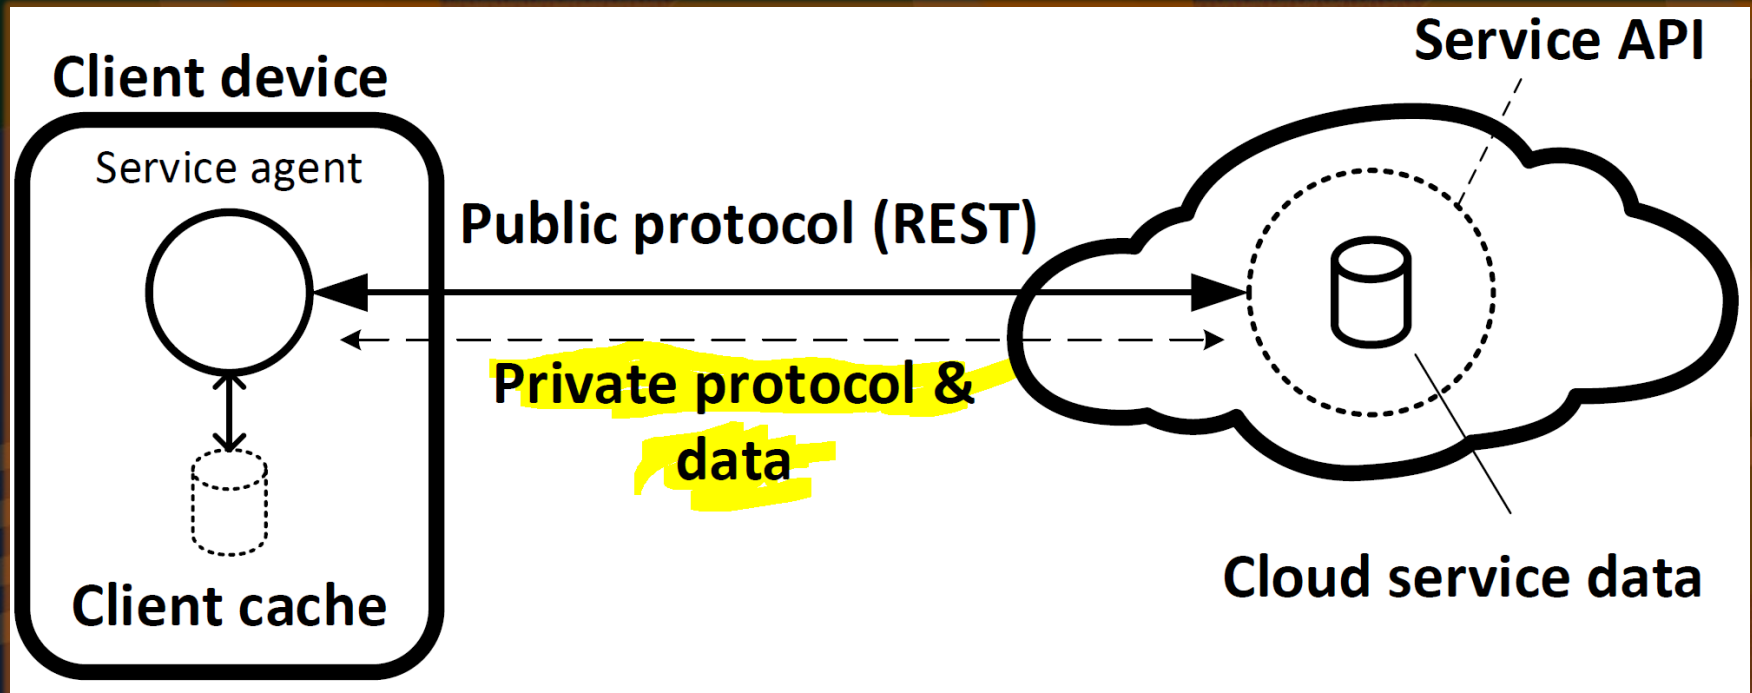 Service API
Client device
Service agent
Public protocol (REST)
Private protocol &
data
Cloud service data
Client cache